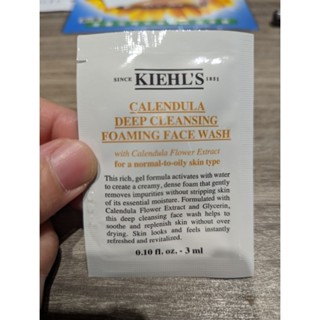 SINCE KIEHL'S 1851
CALENDULA
DEEP CLEANSING
FOAMING FACE WASH
with Calendula Flower Extract
for a normal-to-oily skin type
This rich, gel formula activates with water
to create a creamy, dense foam that gently
removes impurities without stripping skin
of its essential moisture. Formulated with
Calendula Flower Extract and Glycerin,
this deep cleansing face wash helps to
soothe and replenish skin without over
drying. Skin looks and feels instantly
refreshed and revitalized.
0.10 fl. oz. - 3 ml